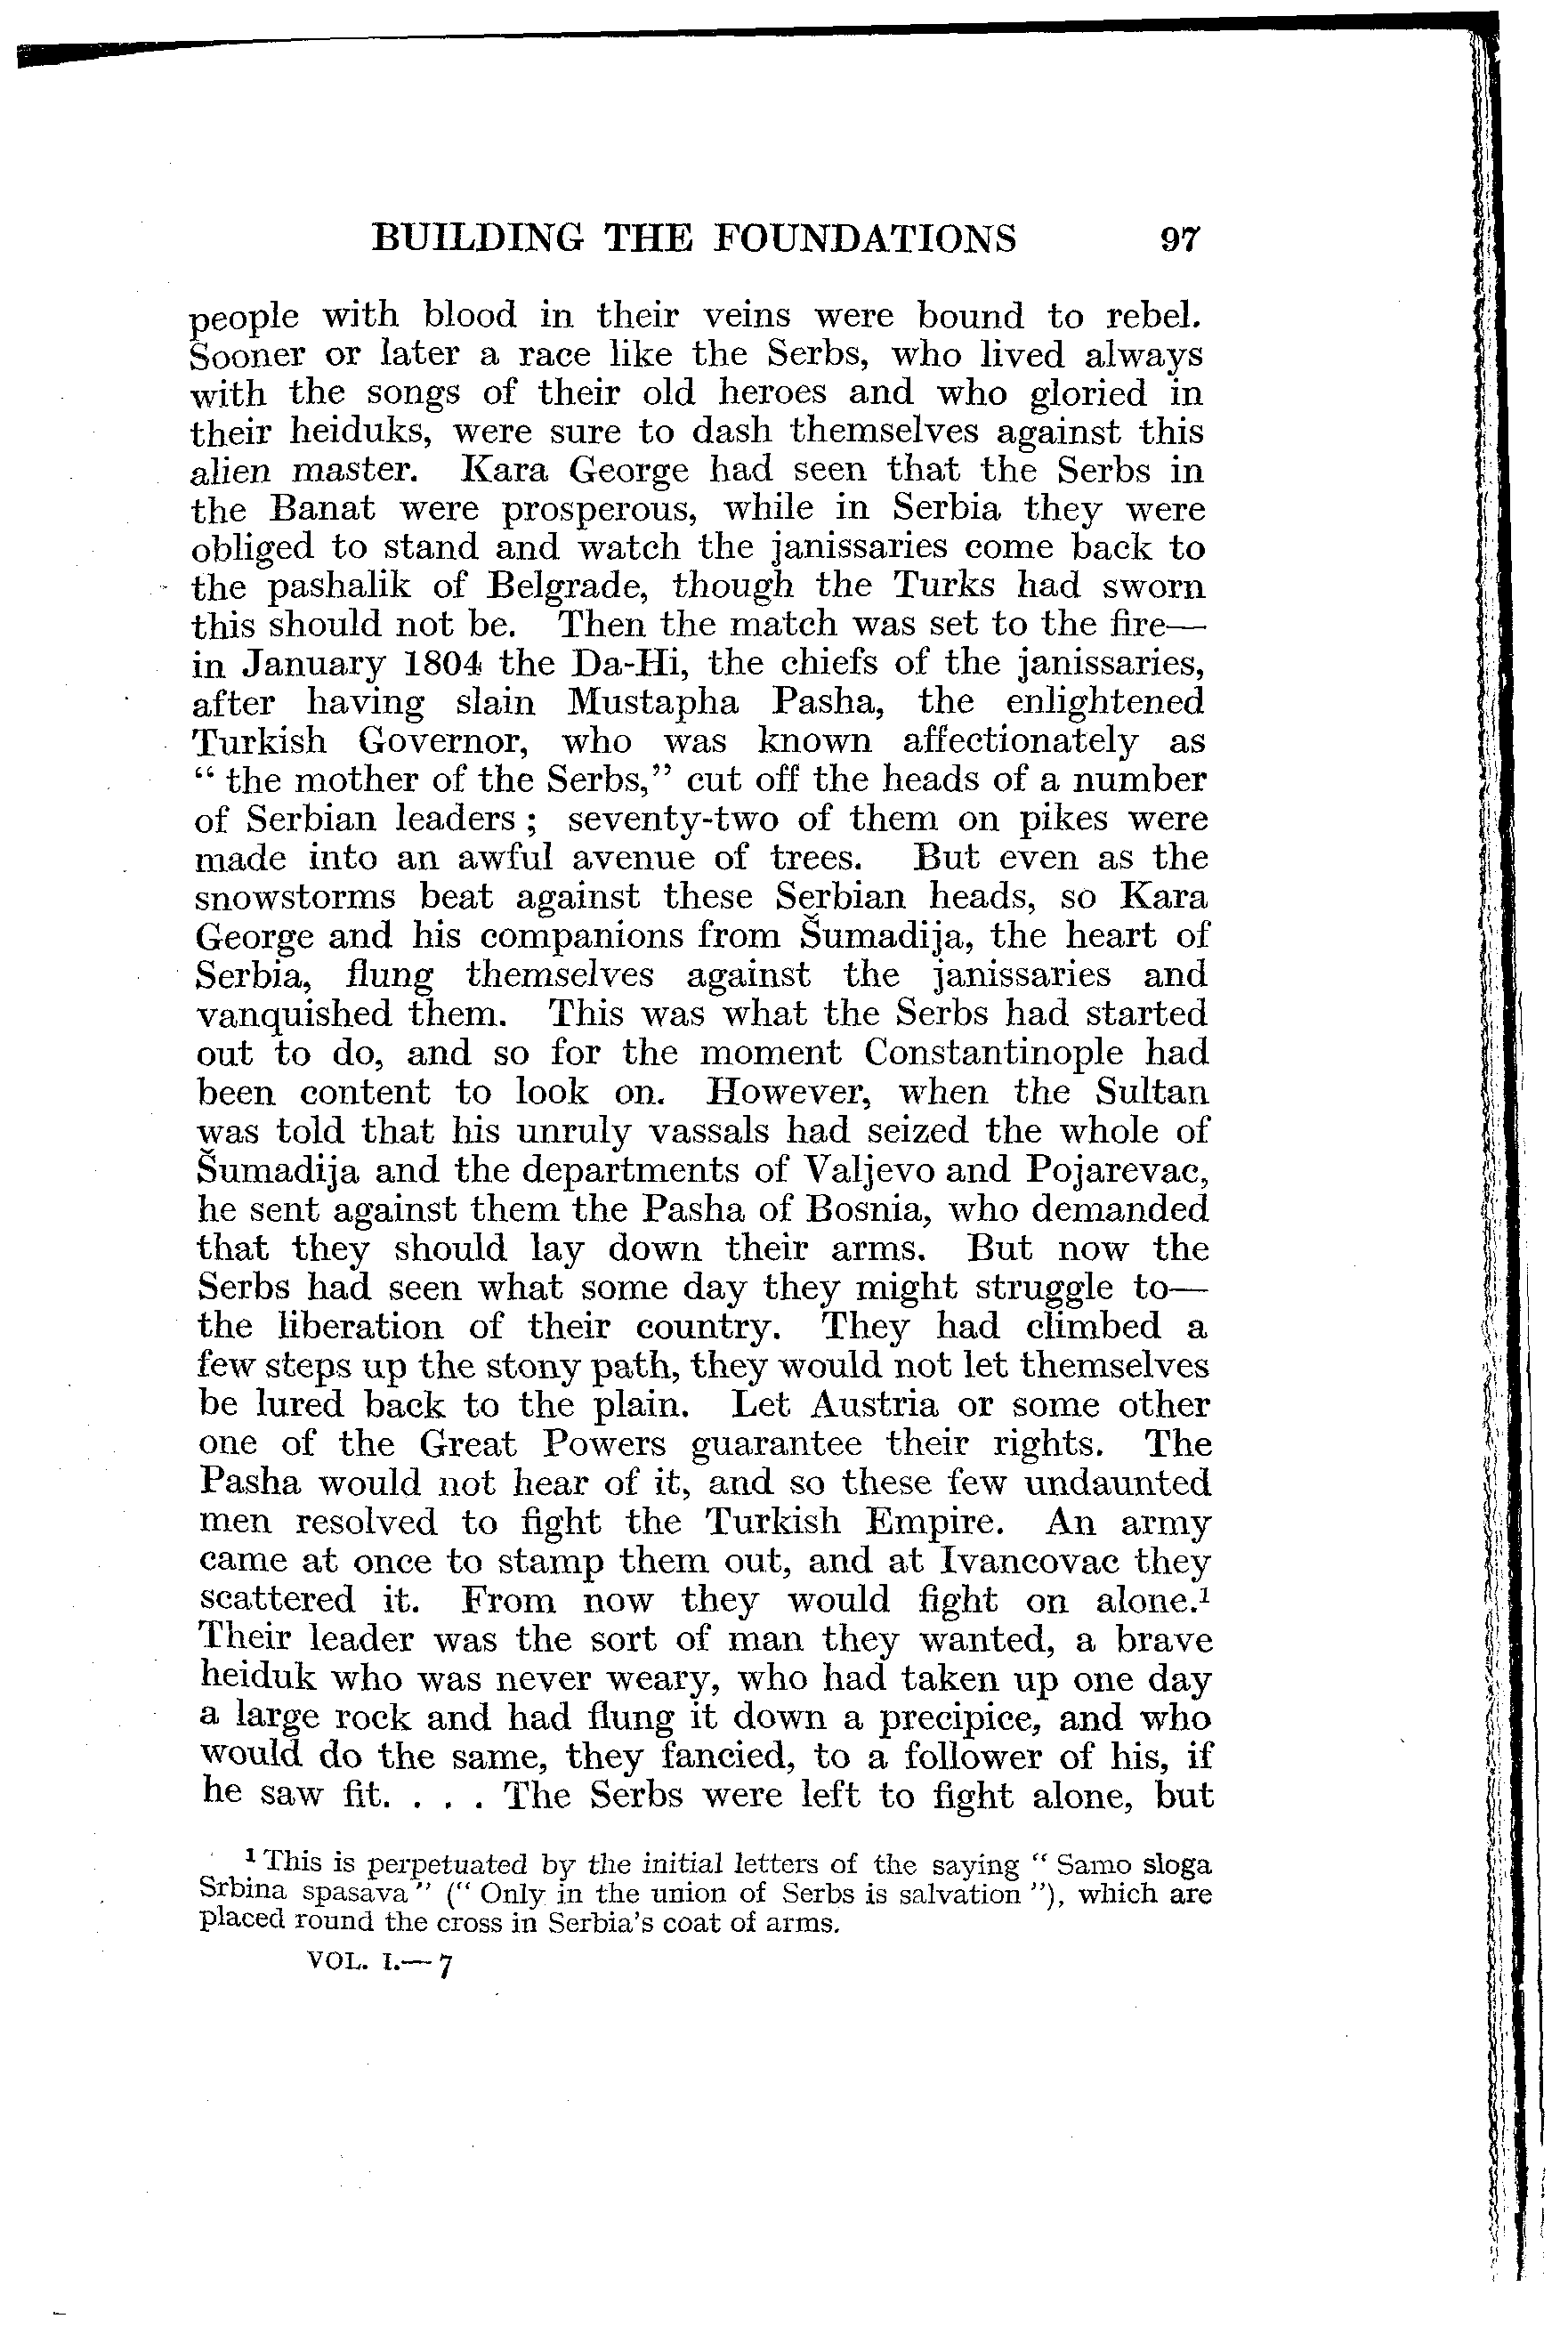 BUILDING THE FOUNDATIONS 97
people with blood in their veins were bound to rebel.
Sooner or later a race like the Serbs, who lived always
with the songs of their old heroes and who gloried in
their heiduks, were sure to dash themselves against this
alien master. Kara George had seen that the Serbs in
the Banat were prosperous, while in Serbia they were
obliged to stand and watch the janissaries come back to
the pashalik of Belgrade, though the Turks had sworn
this should not be. Then the match was set to the fire—
in January 1804 the Da-Hi, the chiefs of the janissaries,
after having slain Mustapha Pasha, the enlightened
Turkish Governor, who was known affectionately as
“ the mother of the Serbs,” cut off the heads of a number
of Serbian leaders ; seventy-two of them on pikes were
made into an awful avenue of trees. But even as the
snowstorms beat against these Serbian heads, so Kara
George and his companions from Šumadija, the heart of
Serbia, flung themselves against the janissaries and
vanquished them. This was what the Serbs had started
out to do, and so for the moment Constantinople had
been content to look on. However, when the Sultan
was told that his unruly vassals had seized the whole of
Šumadija and the departments of Valjevo and Pojarevac,
he sent against them the Pasha of Bosnia, who demanded
that they should lay down their arms. But now the
Serbs had seen what some day they might struggle to—
the liberation of their country. They had climbed a
few steps up the stony path, they would not let themselves
be lured back to the plain. Let Austria or some other
one of the Great Powers guarantee their rights. The
Pasha would not hear of it, and so these few undaunted
men resolved to fight the Turkish Empire. An army
came at once to stamp them out, and at Ivancovac they
scattered it. From now they would fight on alone.¹
Their leader was the sort of man they wanted, a brave
heiduk who was never weary, who had taken up one day
a large rock and had flung it down a precipice, and who
would do the same, they fancied, to a follower of his, if
he saw fit. . . . The Serbs were left to fight alone, but
¹ This is perpetuated by the initial letters of the saying “ Samo sloga
Srbina spasava ” (“ Only in the union of Serbs is salvation ”), which are
placed round the cross in Serbia's coat of arms.
VOL. I.—7